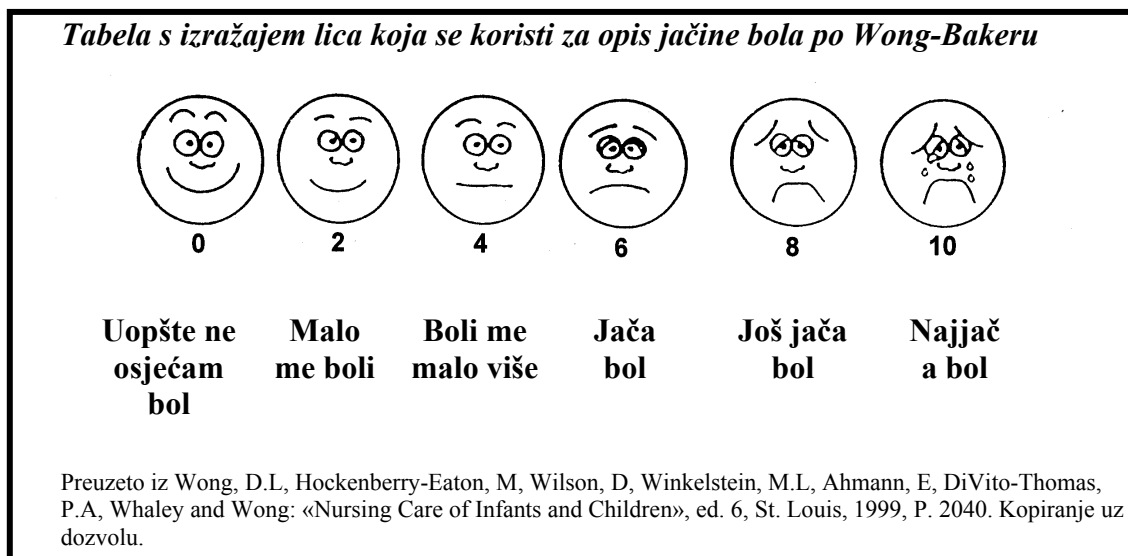 Tabela s izražajem lica koja se koristi za opis jačine bola po Wong-Bakeru
0 2 4 6 8 10
Uopšte ne Malo Boli me Jača Još jača Najjač
osjećam me boli malo više bol bol a bol
bol
Preuzeto iz Wong, D.L, Hockenberry-Eaton, M, Wilson, D, Winkelstein, M.L, Ahmann, E, DiVito-Thomas,
P.A, Whaley and Wong: «Nursing Care of Infants and Children», ed. 6, St. Louis, 1999, P. 2040. Kopiranje uz
dozvolu.